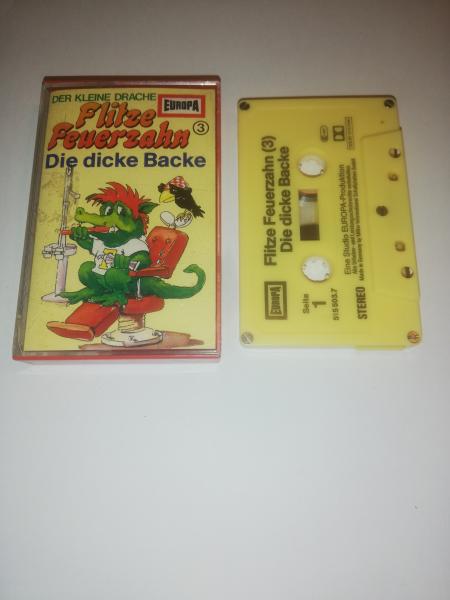 DER KLEINE DRACHE
EUROPA
Flitze
Feuerzahn
3
Die dicke Backe
Flitze Feuerzahn (3)
Die dicke Backe
EUROPA
Seite
1
515 503.7
Eine Studio EUROPA-Produktion
STEREO